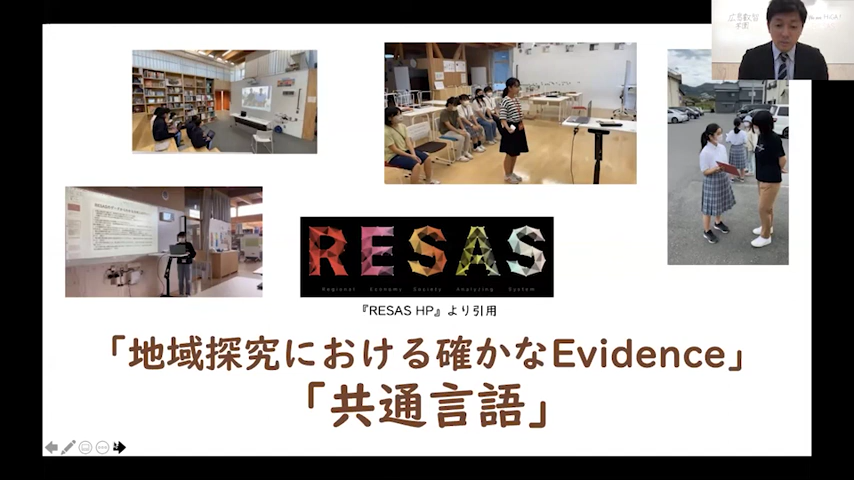 RESAS
Regional Economy Society Analyzing System
『RESAS HP』より引用
「地域探究における確かなEvidence」
「共通言語」